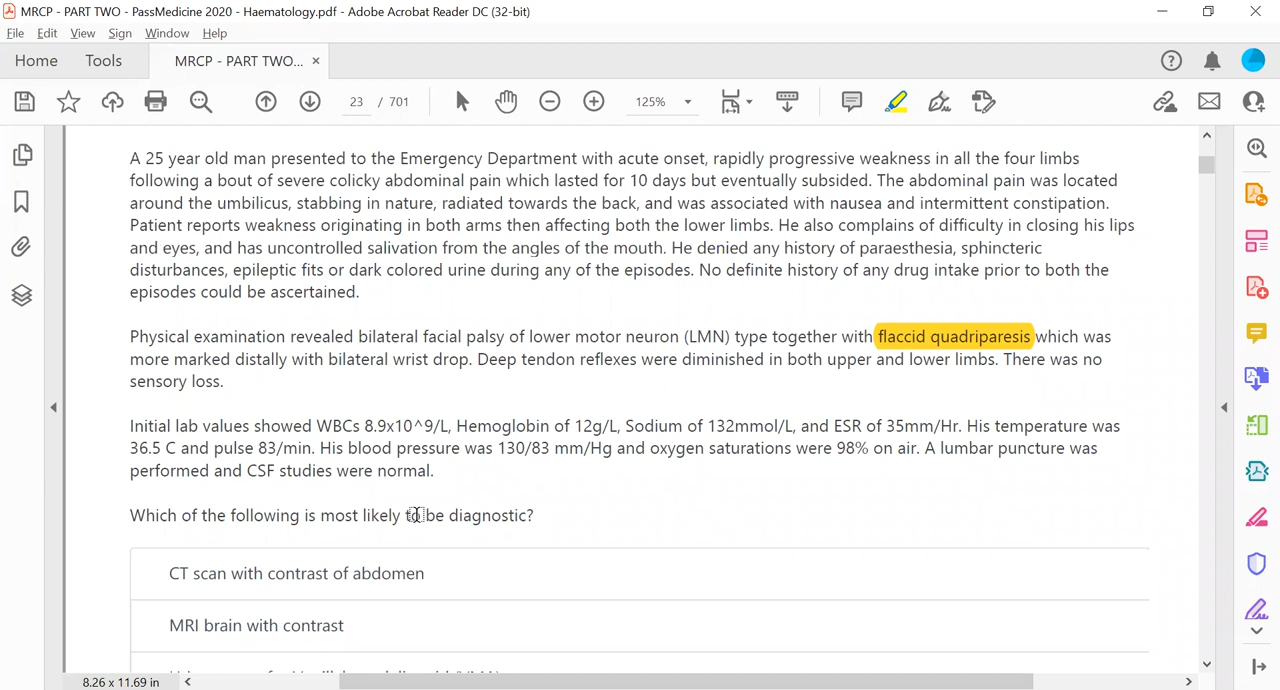 MRCP - PART TWO - PassMedicine 2020 - Haematology.pdf - Adobe Acrobat Reader DC (32-bit)
File Edit View Sign Window Help
Home Tools MRCP - PART TWO... ×
23 / 701 125%
A 25 year old man presented to the Emergency Department with acute onset, rapidly progressive weakness in all the four limbs
following a bout of severe colicky abdominal pain which lasted for 10 days but eventually subsided. The abdominal pain was located
around the umbilicus, stabbing in nature, radiated towards the back, and was associated with nausea and intermittent constipation.
Patient reports weakness originating in both arms then affecting both the lower limbs. He also complains of difficulty in closing his lips
and eyes, and has uncontrolled salivation from the angles of the mouth. He denied any history of paraesthesia, sphincteric
disturbances, epileptic fits or dark colored urine during any of the episodes. No definite history of any drug intake prior to both the
episodes could be ascertained.
Physical examination revealed bilateral facial palsy of lower motor neuron (LMN) type together with flaccid quadriparesis which was
more marked distally with bilateral wrist drop. Deep tendon reflexes were diminished in both upper and lower limbs. There was no
sensory loss.
Initial lab values showed WBCs 8.9x10^9/L, Hemoglobin of 12g/L, Sodium of 132mmol/L, and ESR of 35mm/Hr. His temperature was
36.5 C and pulse 83/min. His blood pressure was 130/83 mm/Hg and oxygen saturations were 98% on air. A lumbar puncture was
performed and CSF studies were normal.
Which of the following is most likely to be diagnostic?
CT scan with contrast of abdomen
MRI brain with contrast
8.26 x 11.69 in